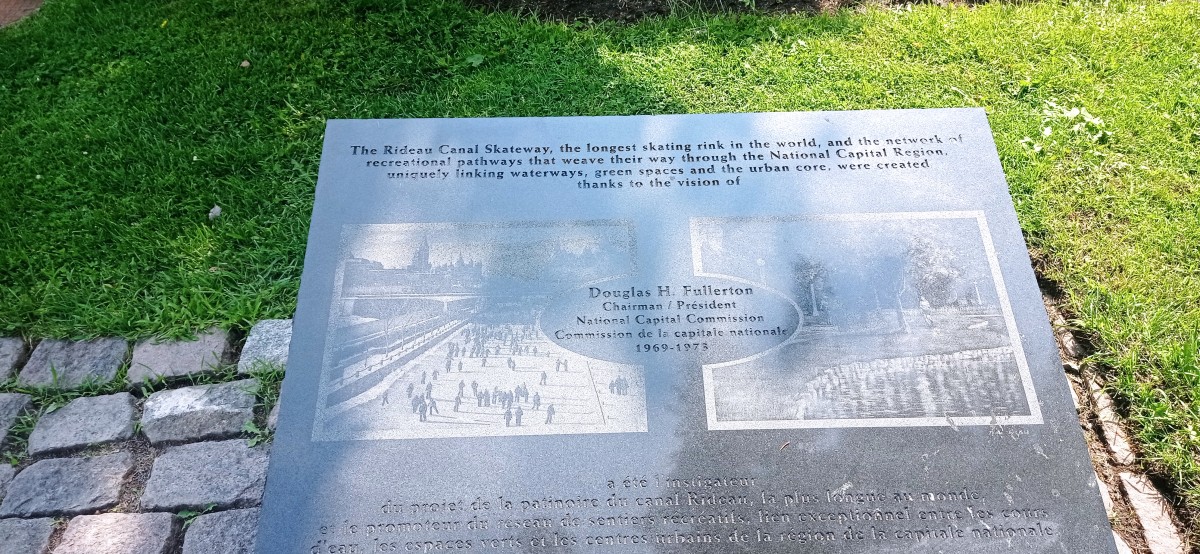 The Rideau Canal Skateway, the longest skating rink in the world, and the network of
recreational pathways that weave their way through the National Capital Region,
uniquely linking waterways, green spaces and the urban core, were created
thanks to the vision of
Douglas H. Fullerton
Chairman / Président
National Capital Commission
Commission de la capitale nationale
1969-1973
a été l'instigateur
du projet de la patinoire du canal Rideau, la plus longue au monde,
et le promoteur du réseau de sentiers récréatifs, lien exceptionnel entre les cours
d'eau, les espaces verts et les centres urbains de la région de la capitale nationale